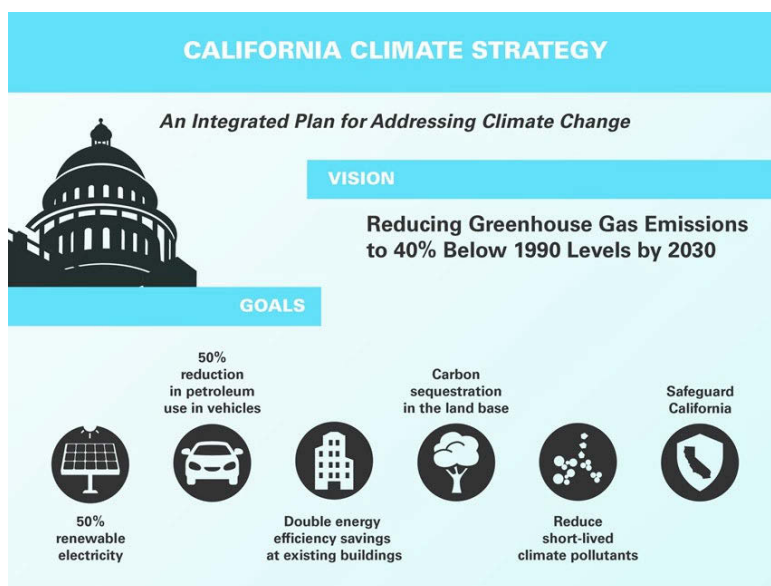 CALIFORNIA CLIMATE STRATEGY
An Integrated Plan for Addressing Climate Change
VISION
Reducing Greenhouse Gas Emissions
to 40% Below 1990 Levels by 2030
GOALS
50%
renewable
electricity
50%
reduction
in petroleum
use in vehicles
Double energy
efficiency savings
at existing buildings
Carbon
sequestration
in the land base
Reduce
short-lived
climate pollutants
Safeguard
California